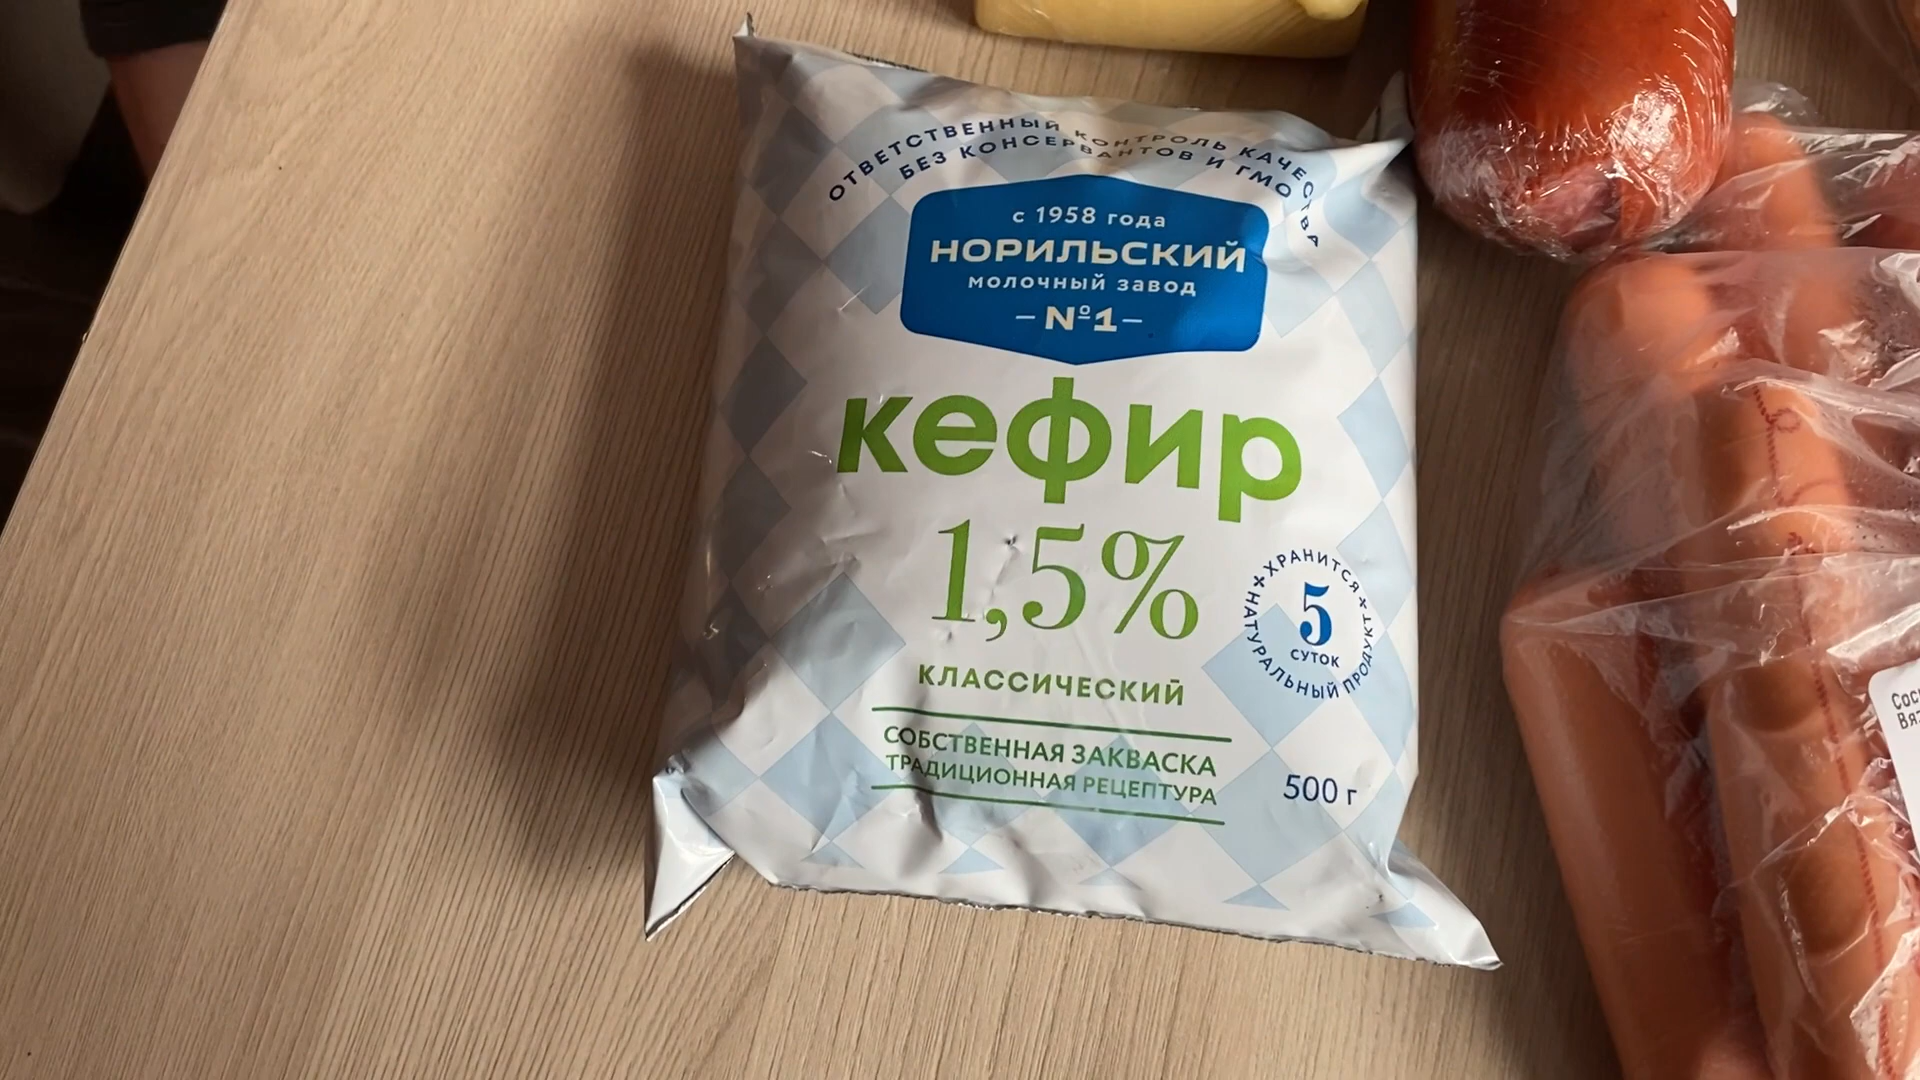 ОТВЕТСТВЕННЫЙ КОНТРОЛЬ КАЧЕСТВА
БЕЗ КОНСЕРВАНТОВ И ГМО
с 1958 года
НОРИЛЬСКИЙ
молочный завод
№1
кефир
1,5%
КЛАССИЧЕСКИЙ
ХРАНИТСЯ
5
СУТОК
НАТУРАЛЬНЫЙ ПРОДУКТ
СОБСТВЕННАЯ ЗАКВАСКА
ТРАДИЦИОННАЯ РЕЦЕПТУРА
500 г